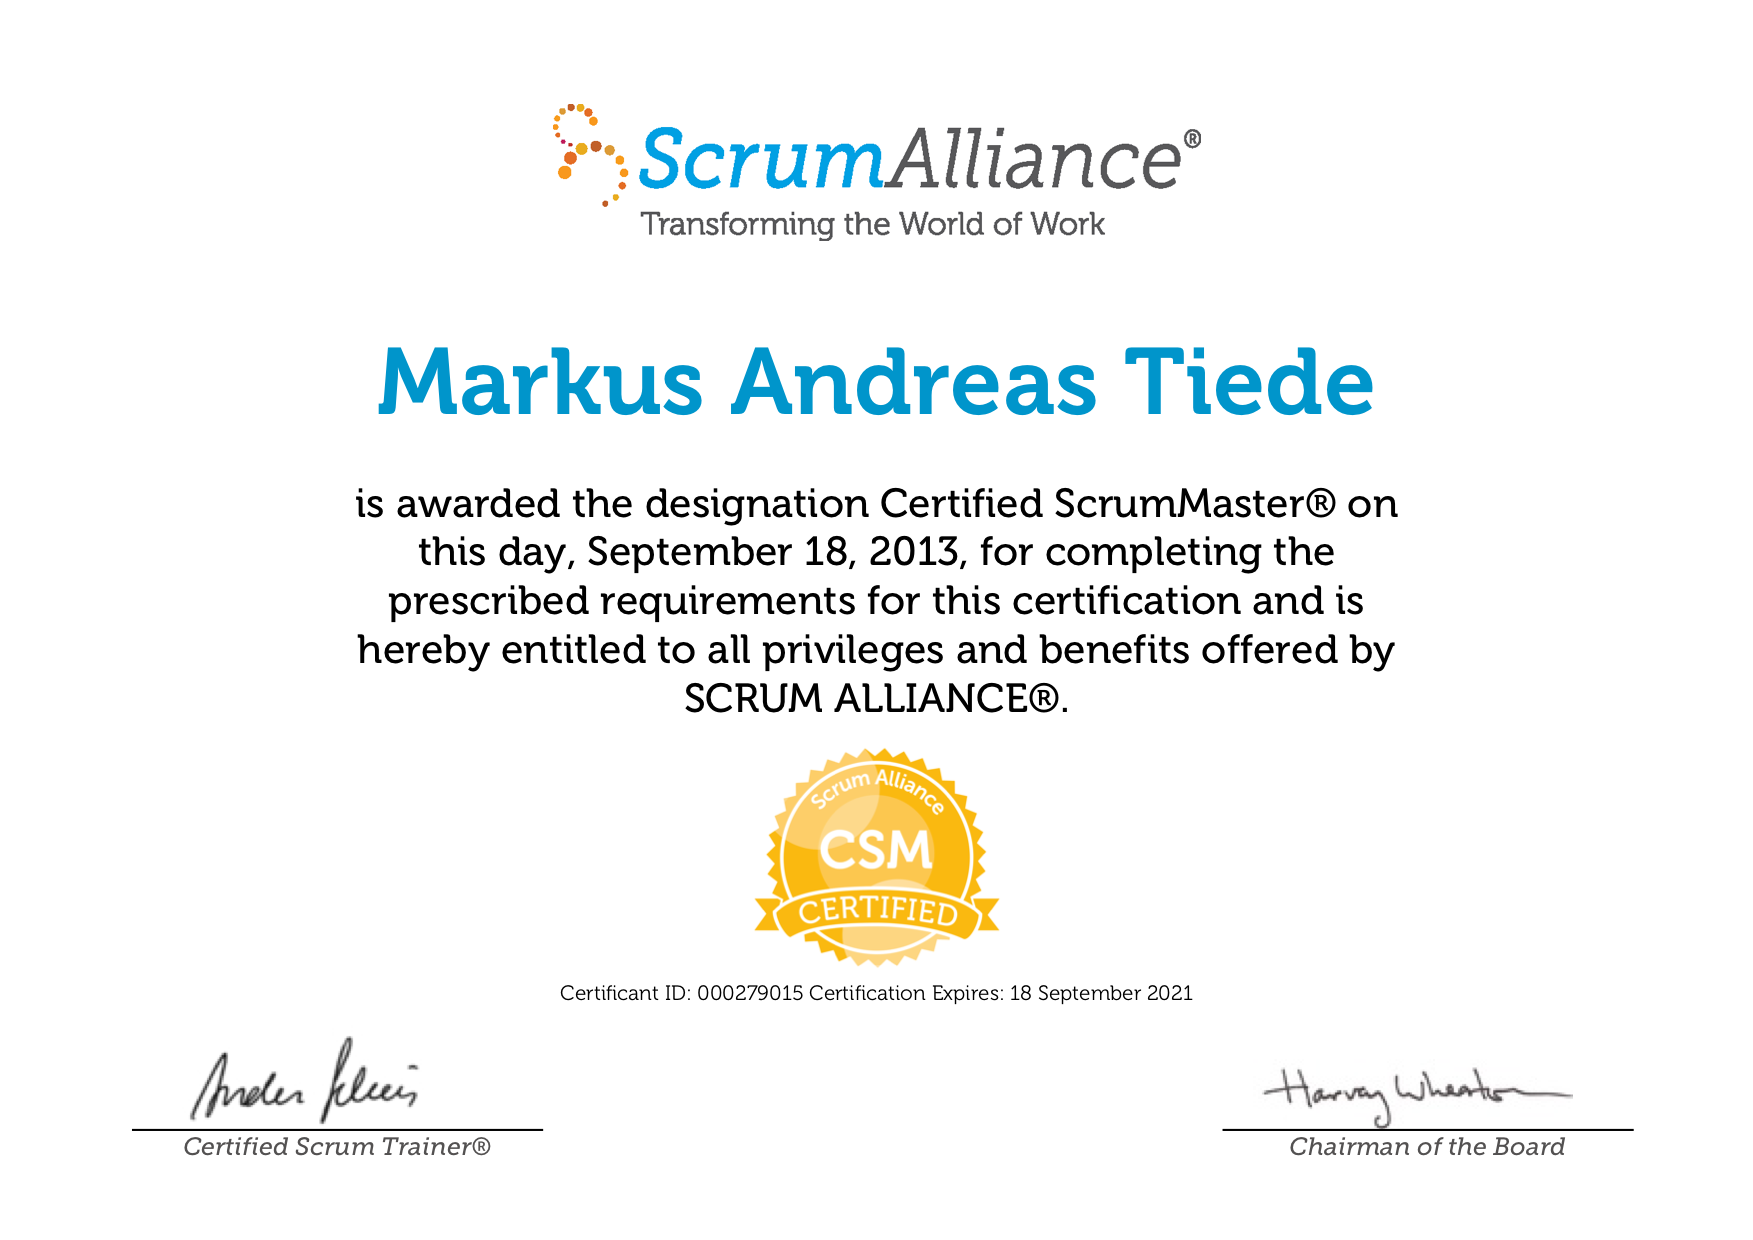 ScrumAlliance®
Transforming the World of Work
Markus Andreas Tiede
is awarded the designation Certified ScrumMaster® on
this day, September 18, 2013, for completing the
prescribed requirements for this certification and is
hereby entitled to all privileges and benefits offered by
SCRUM ALLIANCE®.
Scrum Alliance
CSM
CERTIFIED
Certificant ID: 000279015 Certification Expires: 18 September 2021
Harvey Wheaton
Certified Scrum Trainer®
Chairman of the Board